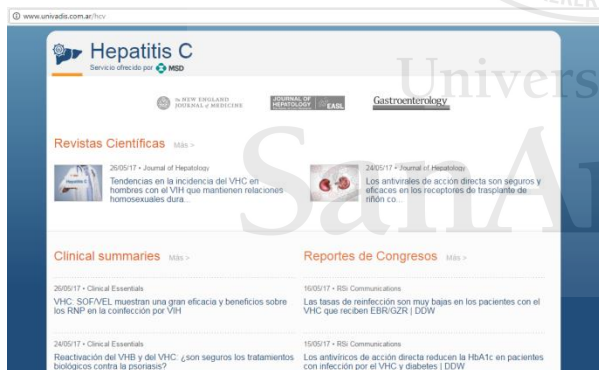 www.univadis.com.ar/hcv
Hepatitis C
Servicio ofrecido por MSD
The NEW ENGLAND
JOURNAL of MEDICINE
JOURNAL OF
HEPATOLOGY EASL
Gastroenterology
Univers
SanA
Revistas Científicas Más >
26/05/17 • Journal of Hepatology
Tendencias en la incidencia del VHC en
hombres con el VIH que mantienen relaciones
homosexuales dura...
24/05/17 • Journal of Hepatology
Los antivirales de acción directa son seguros y
eficaces en los receptores de trasplante de
riñón co...
Clinical summaries Más >
26/05/17 • Clinical Essentials
VHC: SOF/VEL muestran una gran eficacia y beneficios sobre
los RNP en la coinfección por VIH
24/05/17 • Clinical Essentials
Reactivación del VHB y del VHC: ¿son seguros los tratamientos
biológicos contra la psoriasis?
Reportes de Congresos Más >
16/05/17 • RSi Communications
Las tasas de reinfección son muy bajas en los pacientes con el
VHC que reciben EBR/GZR | DDW
15/05/17 • RSi Communications
Los antivíricos de acción directa reducen la HbA1c en pacientes
con infección por el VHC y diabetes | DDW